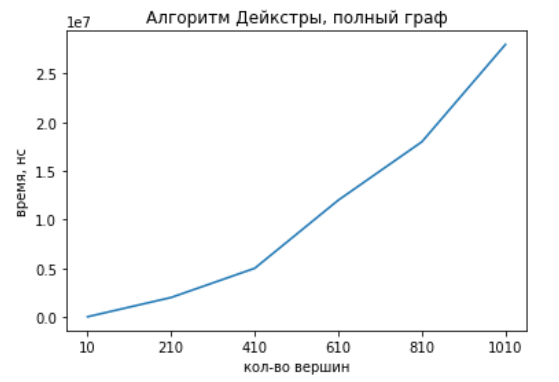 Алгоритм Дейкстры, полный граф
1e7
2.5
2.0
1.5
1.0
0.5
0.0
время, нс
10 210 410 610 810 1010
кол-во вершин